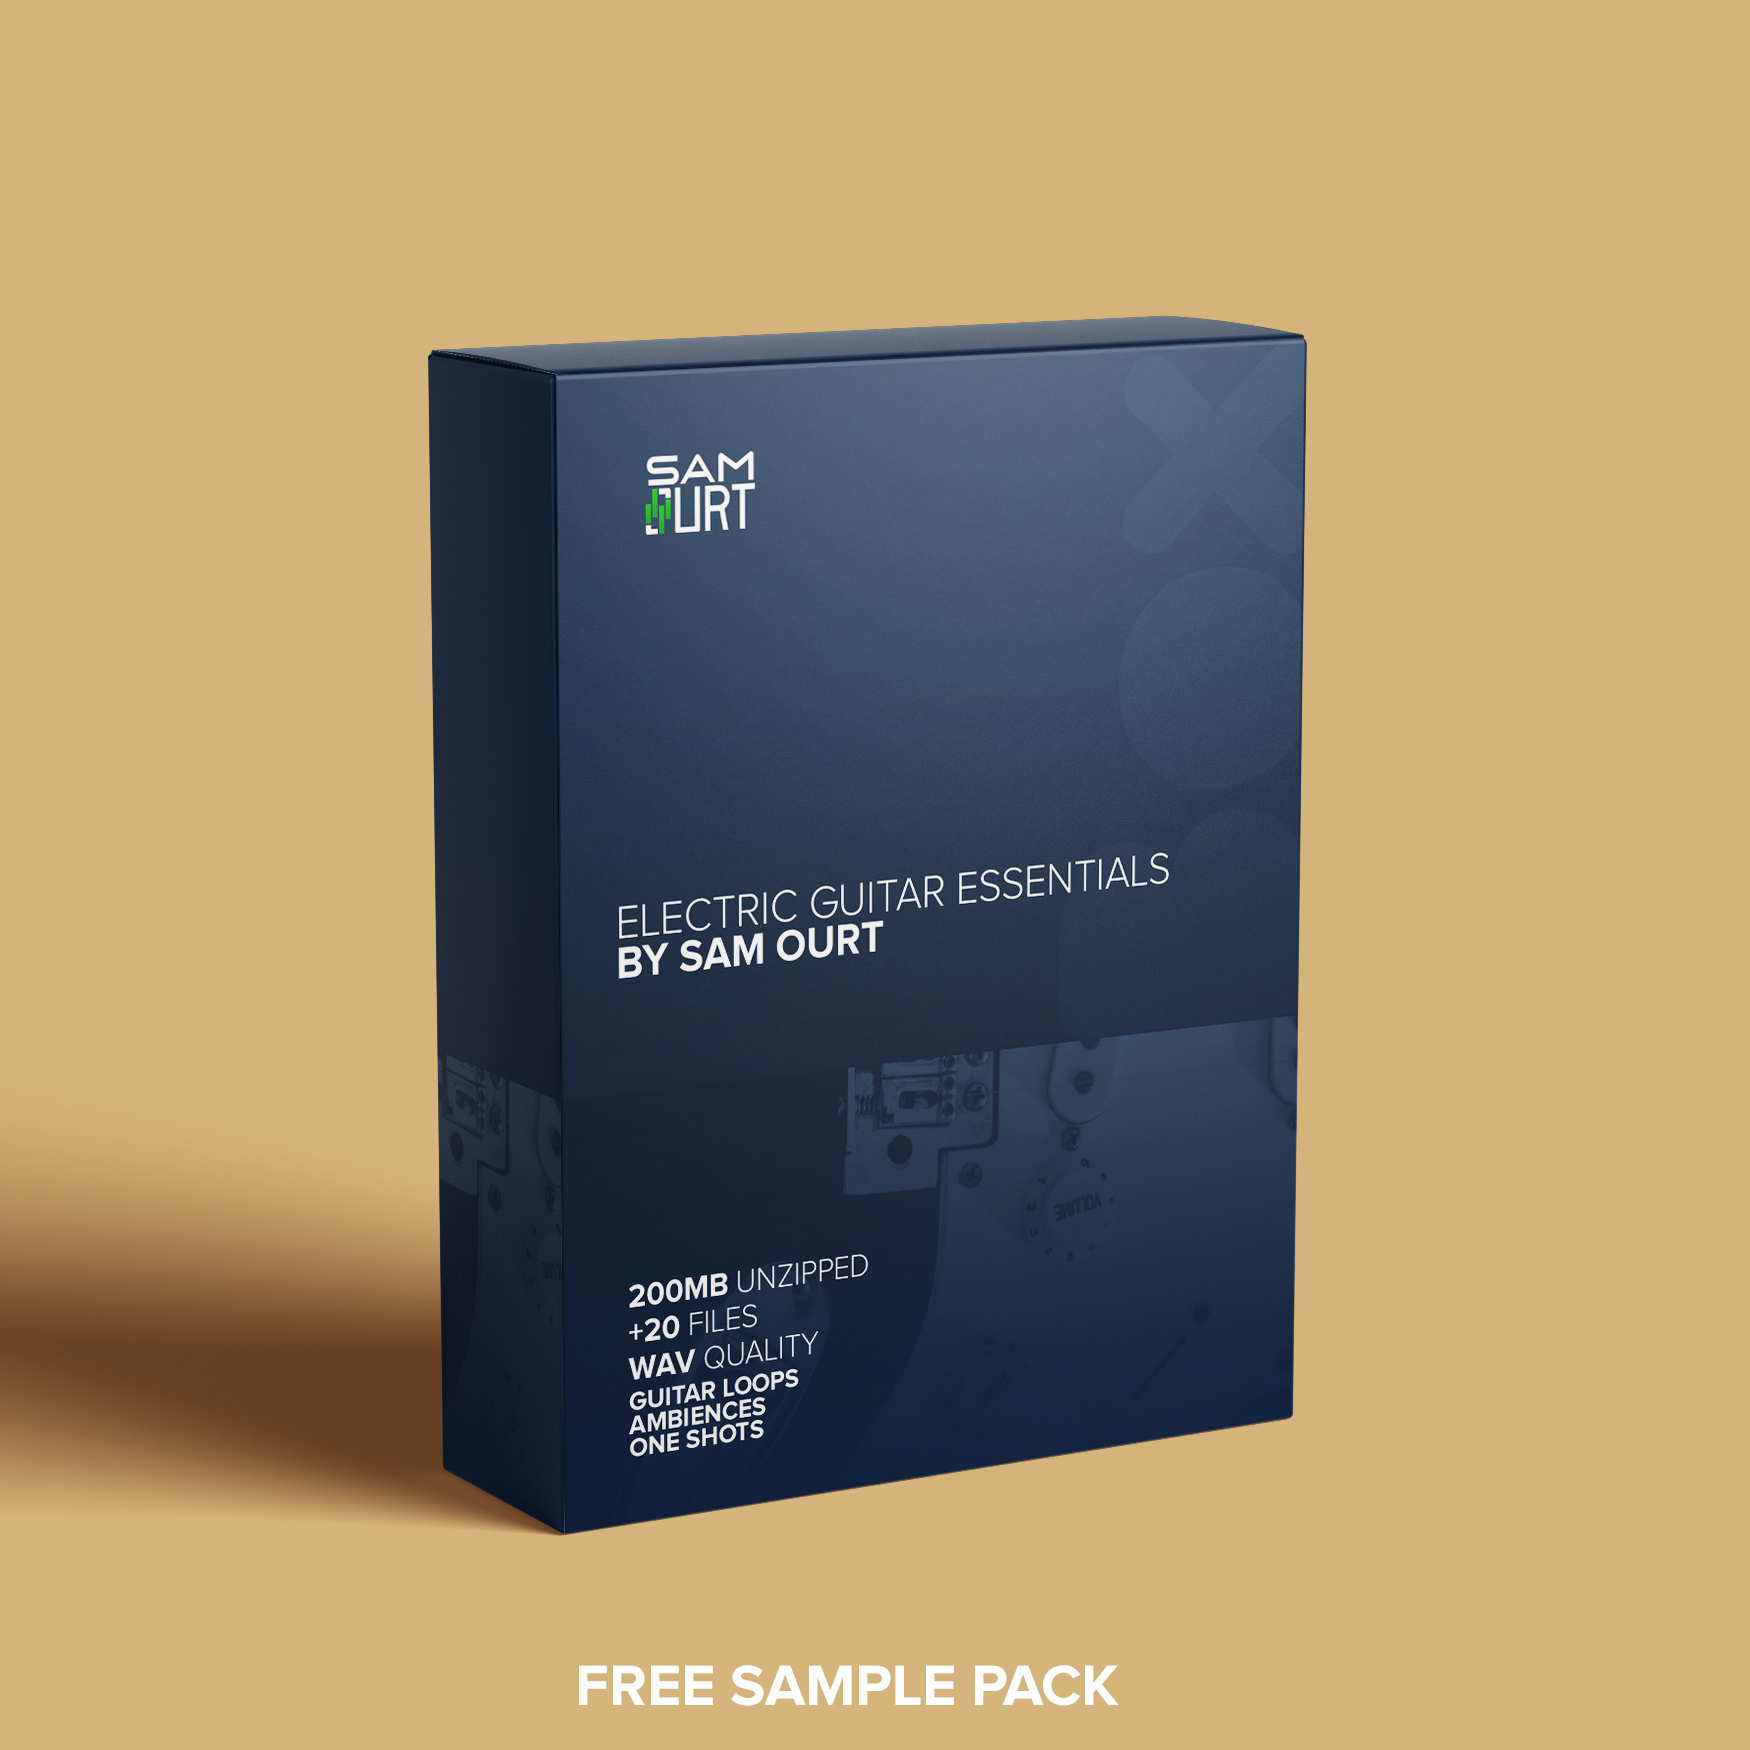 SAM
OURT
ELECTRIC GUITAR ESSENTIALS
BY SAM OURT
VOLUME
200MB UNZIPPED
+20 FILES
WAV QUALITY
GUITAR LOOPS
AMBIENCES
ONE SHOTS
FREE SAMPLE PACK